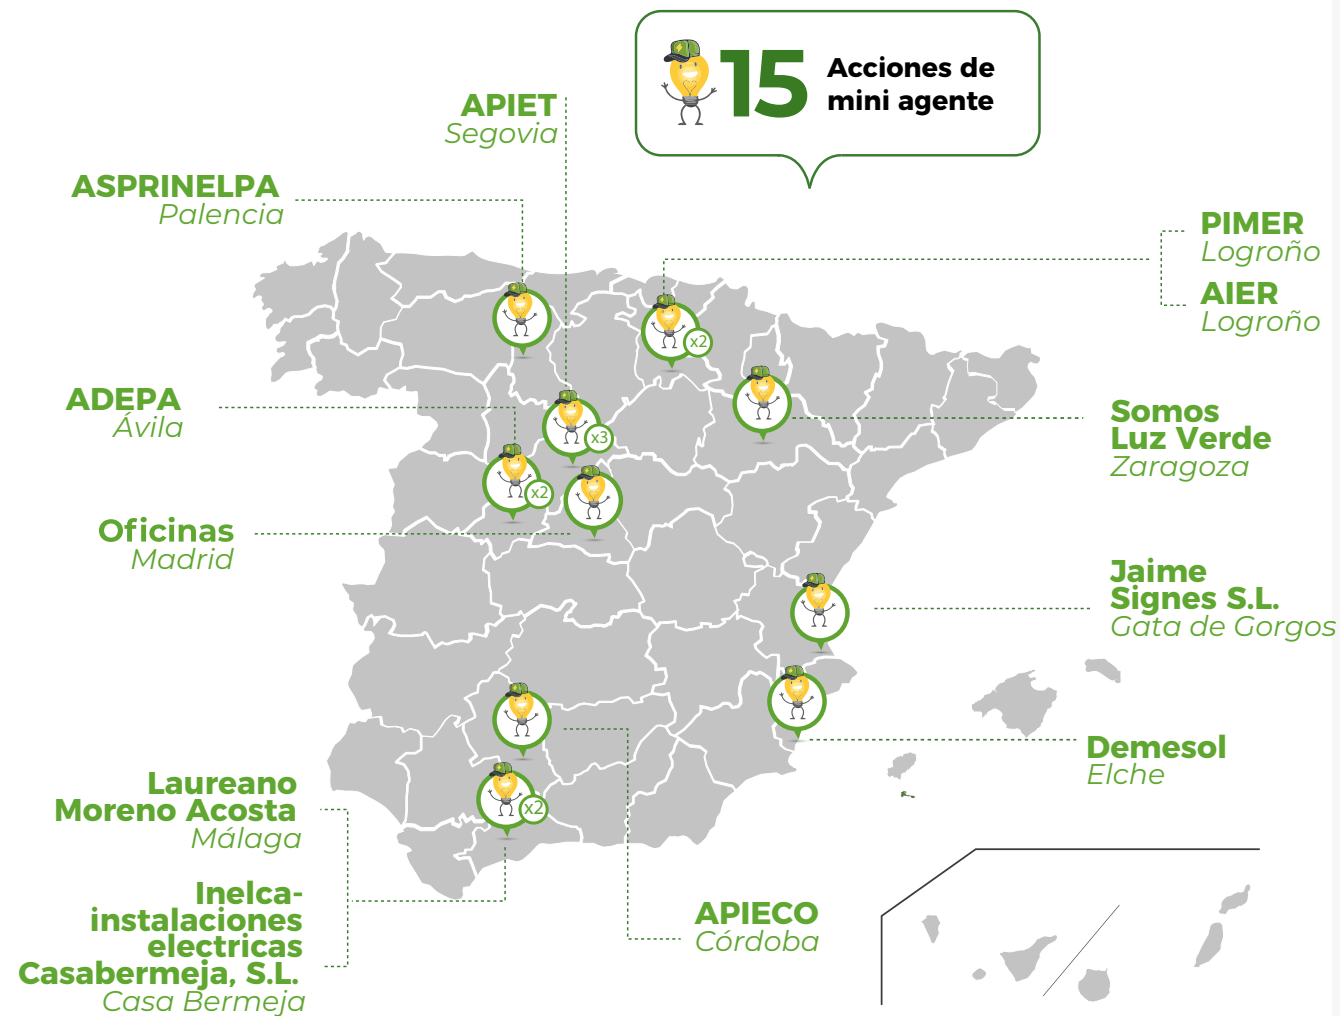 15
Acciones de
mini agente
APIET
Segovia
ASPRINELPA
Palencia
PIMER
Logroño
AIER
Logroño
x2
ADEPA
Ávila
x3
Somos
Luz Verde
Zaragoza
x2
Oficinas
Madrid
Jaime
Signes S.L.
Gata de Gorgos
Demesol
Elche
Laureano
Moreno Acosta
Málaga
x2
Inelca-
instalaciones
electricas
Casabermeja, S.L.
Casa Bermeja
APIECO
Córdoba